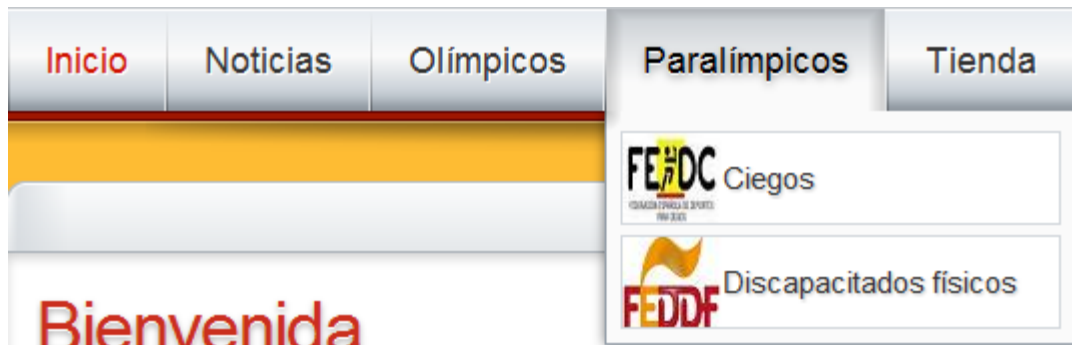 Inicio
Noticias
Olímpicos
Paralímpicos
Tienda
FEDC
Ciegos
FEDDF
Discapacitados físicos
Bienvenida